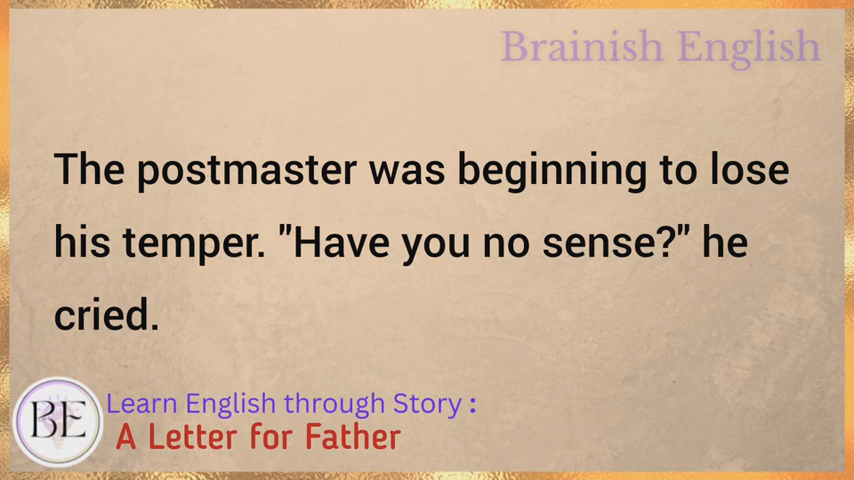 Brainish English
The postmaster was beginning to lose
his temper. "Have you no sense?" he
cried.
BE
Learn English through Story :
A Letter for Father